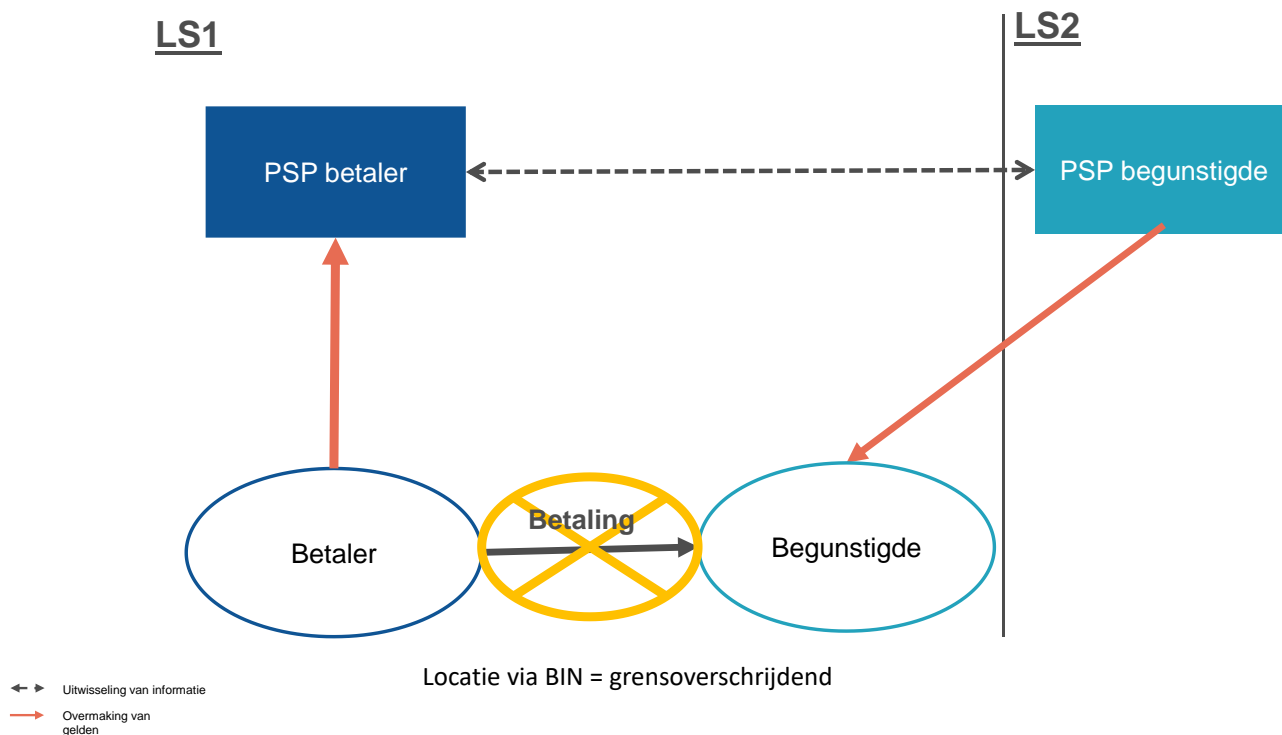 LS1
LS2
PSP betaler
PSP begunstigde
Betaling
Betaler
Begunstigde
Locatie via BIN = grensoverschrijdend
Uitwisseling van informatie
Overmaking van
gelden